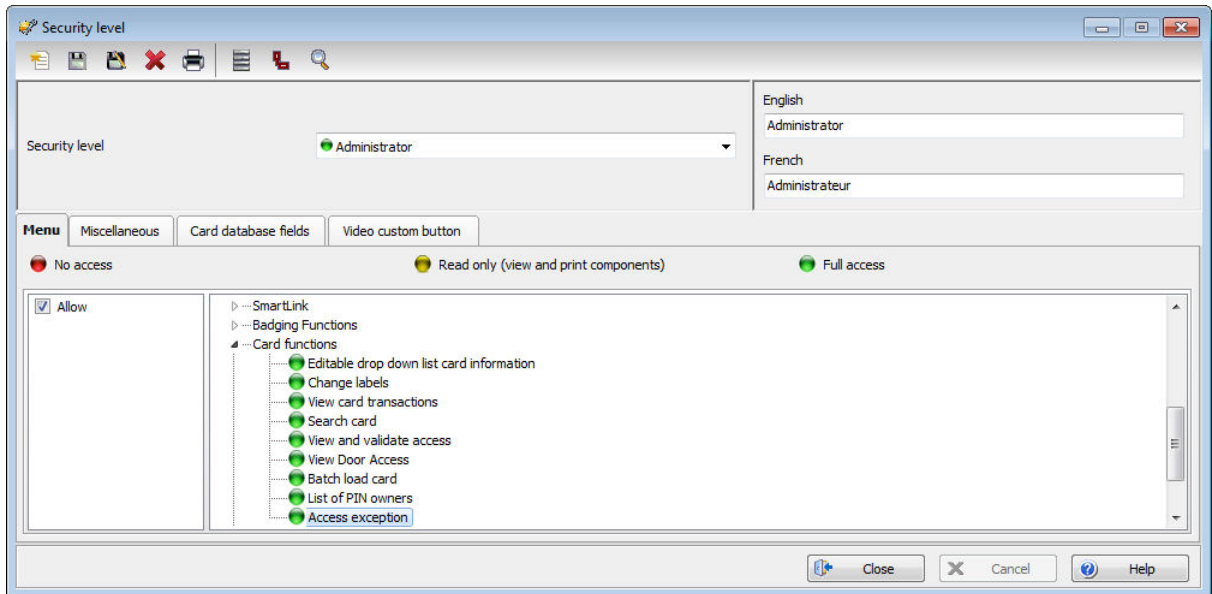 Security level
English
Administrator
Security level
Administrator
French
Administrateur
Menu
Miscellaneous
Card database fields
Video custom button
No access
Read only (view and print components)
Full access
Allow
SmartLink
Badging Functions
Card functions
Editable drop down list card information
Change labels
View card transactions
Search card
View and validate access
View Door Access
Batch load card
List of PIN owners
Access exception
Close
Cancel
Help